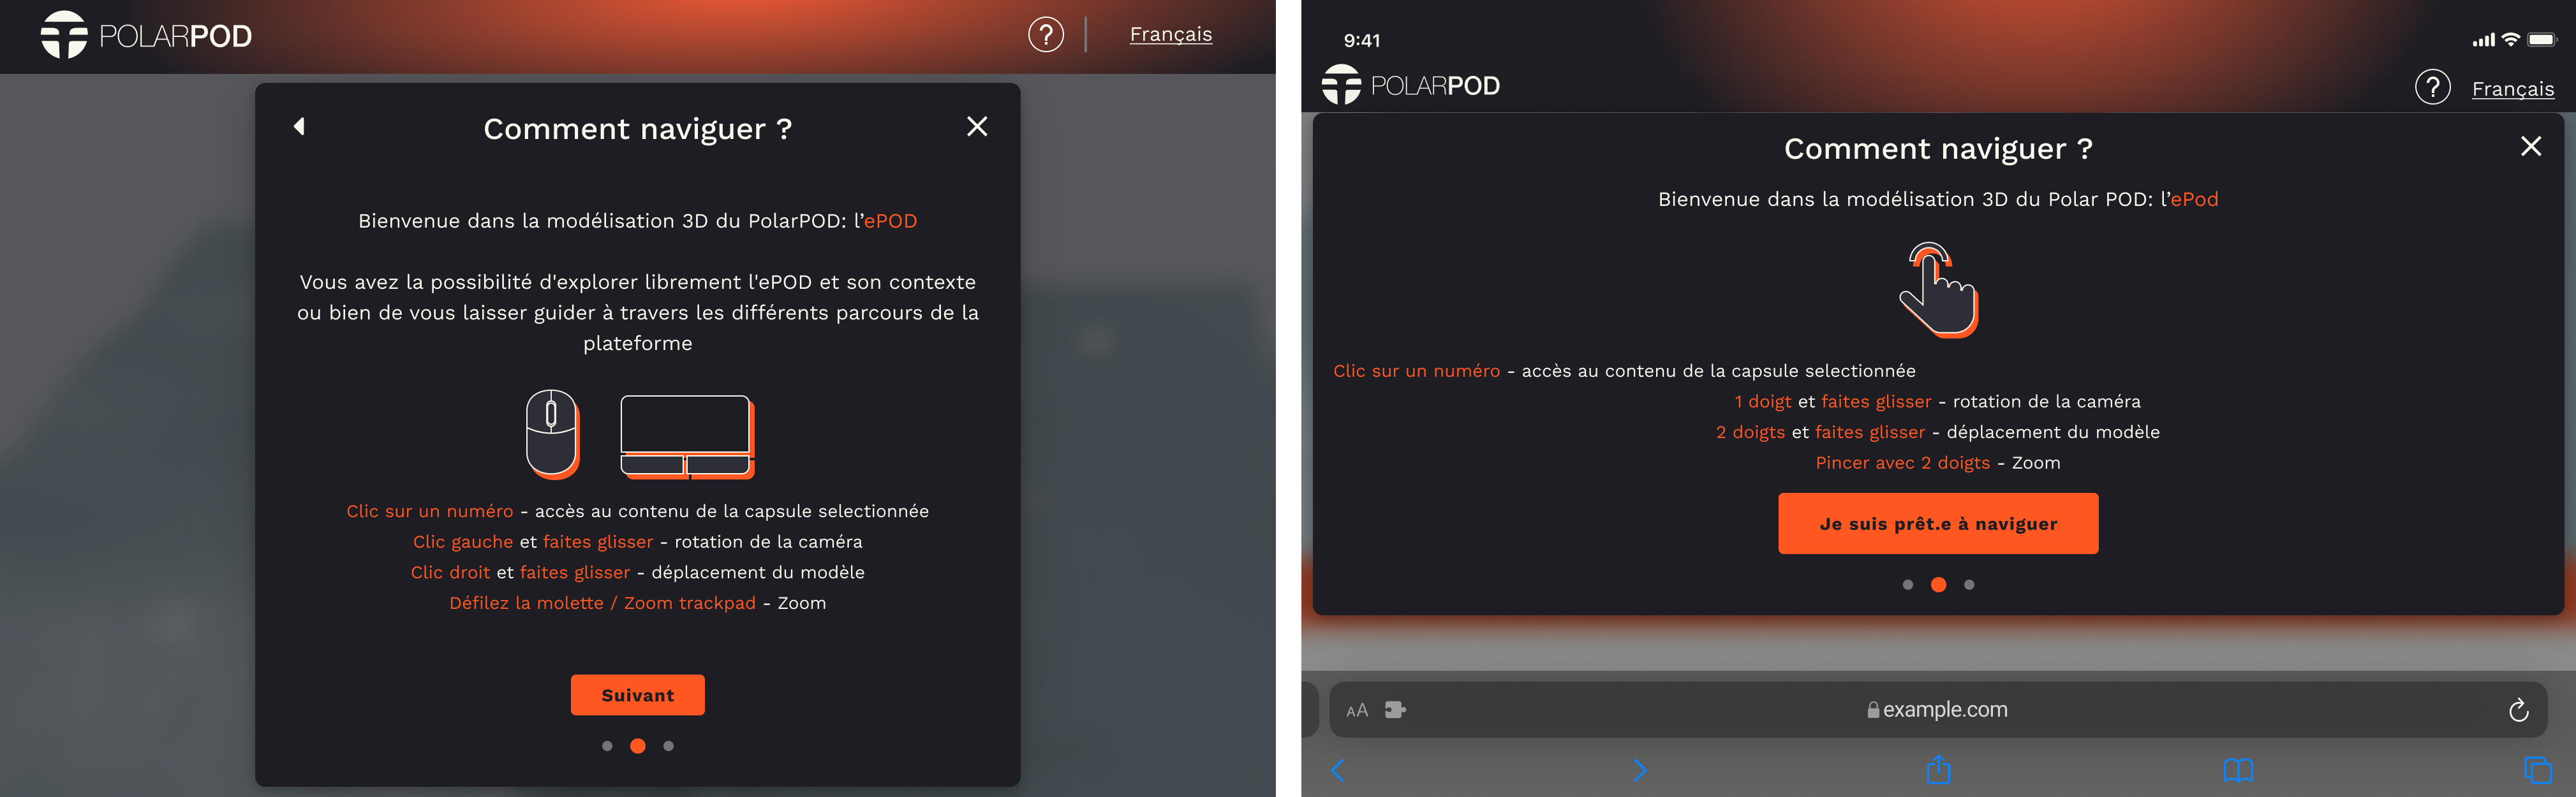 POLARPOD
?
Français
Comment naviguer ?
Bienvenue dans la modélisation 3D du PolarPOD: l’ePOD
Vous avez la possibilité d'explorer librement l'ePOD et son contexte
ou bien de vous laisser guider à travers les différents parcours de la
plateforme
Clic sur un numéro - accès au contenu de la capsule selectionnée
Clic gauche et faites glisser - rotation de la caméra
Clic droit et faites glisser - déplacement du modèle
Défilez la molette / Zoom trackpad - Zoom
Suivant
9:41
POLARPOD
?
Français
Comment naviguer ?
Bienvenue dans la modélisation 3D du Polar POD: l’ePod
Clic sur un numéro - accès au contenu de la capsule selectionnée
1 doigt et faites glisser - rotation de la caméra
2 doigts et faites glisser - déplacement du modèle
Pincer avec 2 doigts - Zoom
Je suis prêt.e à naviguer
AA
example.com